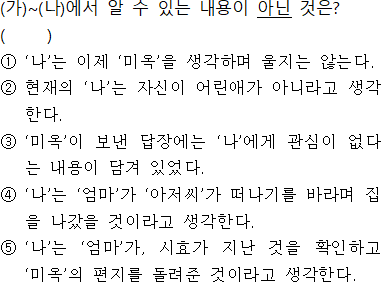 (가)~(나)에서 알 수 있는 내용이 아닌 것은?
(      )
① ‘나’는 이제 ‘미옥’을 생각하며 울지는 않는다.
② 현재의 ‘나’는 자신이 어린애가 아니라고 생각
한다.
③ ‘미옥’이 보낸 답장에는 ‘나’에게 관심이 없다
는 내용이 담겨 있었다.
④ ‘나’는 ‘엄마’가 ‘아저씨’가 떠나기를 바라며 집
을 나갔을 것이라고 생각한다.
⑤ ‘나’는 ‘엄마’가, 시효가 지난 것을 확인하고
‘미옥’의 편지를 돌려준 것이라고 생각한다.